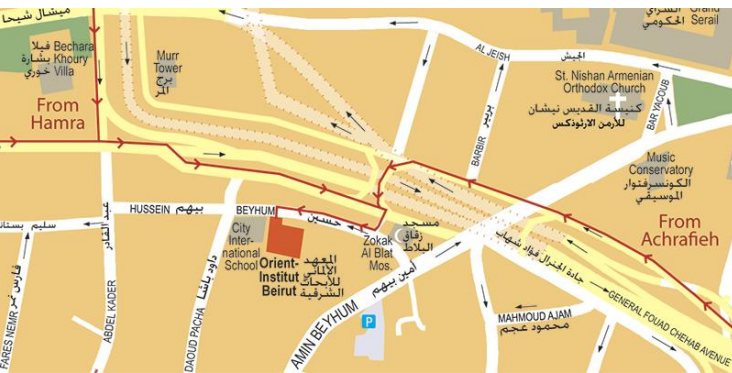 ميشال شيحا
فيلا Bechara
بشارة Khoury
خوري Villa
From
Hamra
Murr
Tower
برج
المر
AL JEISH الجيش
Grand
السراي
Serail
الحكومي
St. Nishan Armenian
Orthodox Church
كنيسة القديس نيشان
للأرمن الارثوذكس
BAR YACOUB
BARBIR بربير
Music
Conservatory
الكونسرفتوار
الموسيقي
From
Achrafieh
HUSSEIN بيهم BEYHUM حسين
سليم بستاني
عبد القادر
ABDEL KADER
فارس نمر
FARES NEMR
داود باشا
DAOUD PACHA
City
Inter-
national
School
Orient-
Institut
Beirut
المعهد
الالماني
للأبحاث
الشرقية
مسجد
زقاق
البلاط
Zokak
Al Blat
Mos.
أمين بيهم
AMIN BEYHUM
P
MAHMOUD AJAM
محمود عجم
جادة الجنرال فؤاد شهاب
GENERAL FOUAD CHEHAB AVENUE